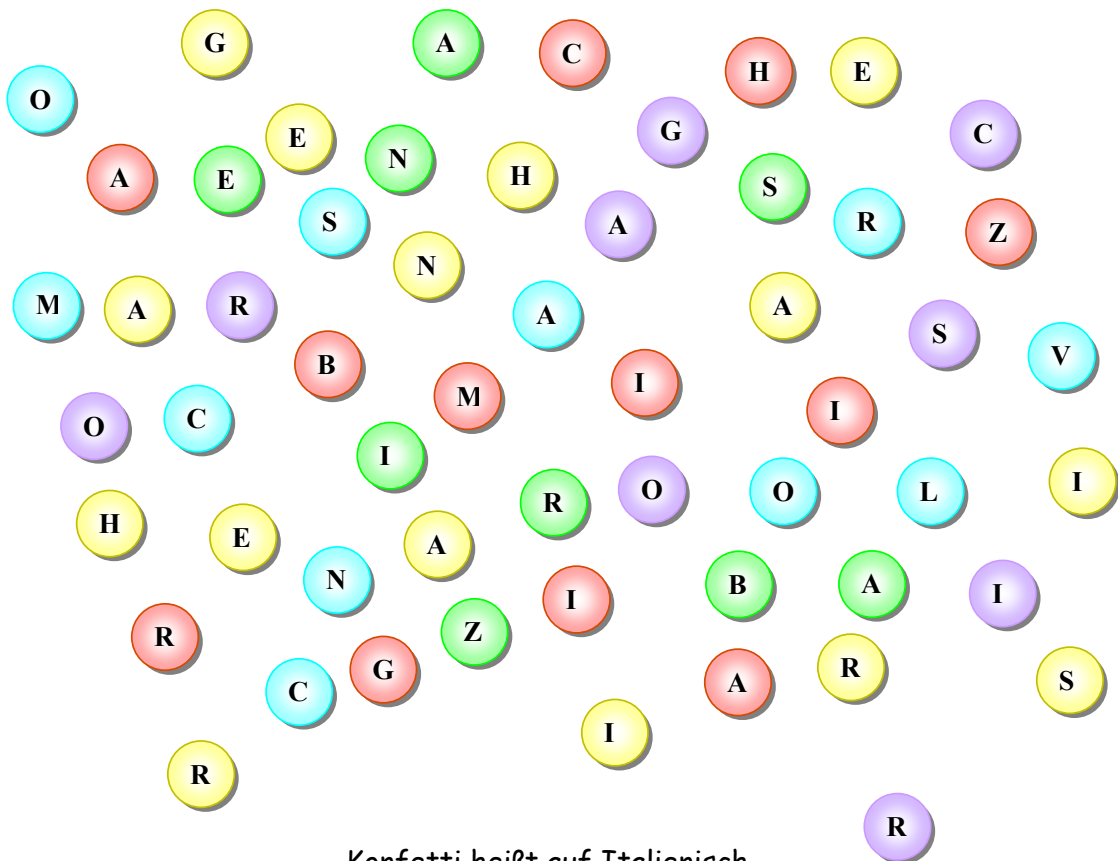 G A C
O H E
E N G C
A E H S
S A R Z
N
M A R A A S V
B M I I
O C
I R O O L I
H E A
N I B A I
R Z
C G A R S
I
R
R
Konfetti heißt auf Italienisch